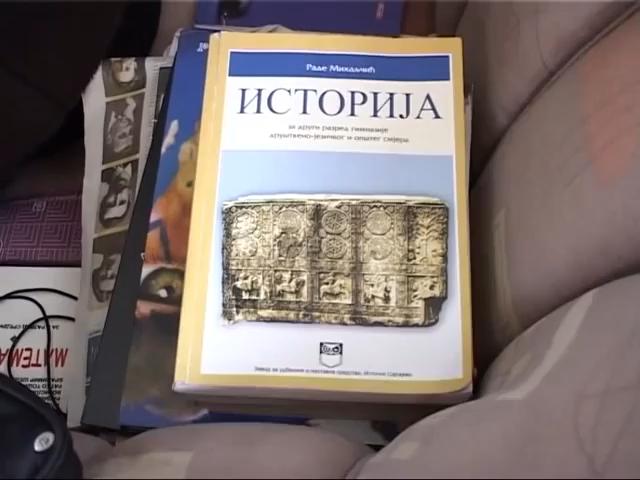 Раде Михаљчић
ИСТОРИЈА
за други разред гимназије
друштвено-језичког и општег смјера
Завод за уџбенике и наставна средства, Источно Сарајево
МАТЕМА